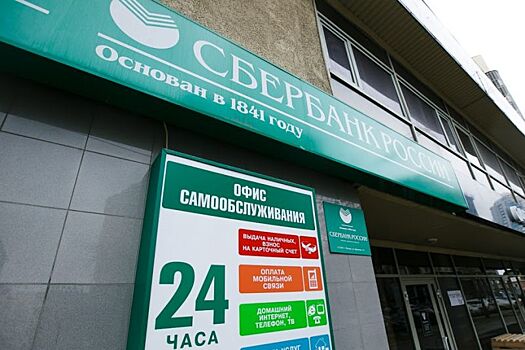 СБЕРБАНК РОССИИ
Основан в 1841 году
ОФИС
САМООБСЛУЖИВАНИЯ
24
ЧАСА
ВЫДАЧА НАЛИЧНЫХ,
ВЗНОС
НА КАРТОЧНЫЙ СЧЕТ
ОПЛАТА
МОБИЛЬНОЙ
СВЯЗИ
ДОМАШНИЙ
ИНТЕРНЕТ,
ТЕЛЕФОН, ТВ
СБЕРБАНК РОССИИ